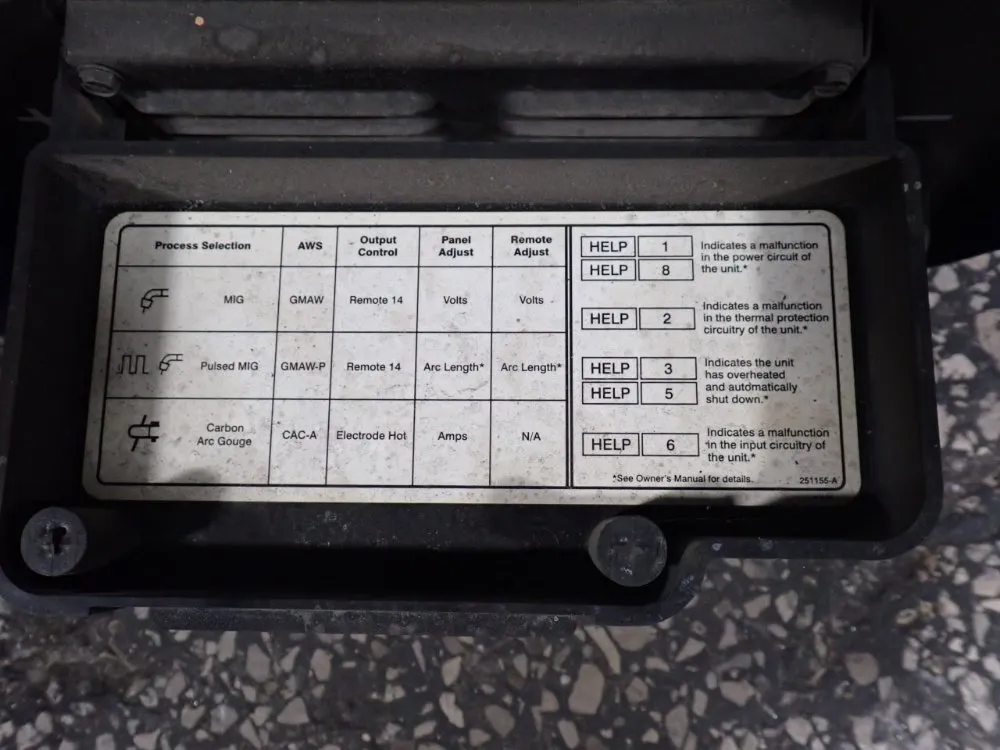 Process Selection AWS Output Control Panel Adjust Remote Adjust
MIG GMAW Remote 14 Volts Volts
Pulsed MIG GMAW-P Remote 14 Arc Length* Arc Length*
Carbon Arc Gouge CAC-A Electrode Hot Amps N/A
HELP 1
HELP 8
Indicates a malfunction
in the power circuit of
the unit.*
HELP 2
Indicates a malfunction
in the thermal protection
circuitry of the unit.*
HELP 3
HELP 5
Indicates the unit
has overheated
and automatically
shut down.*
HELP 6
Indicates a malfunction
in the input circuitry of
the unit.*
*See Owner's Manual for details.
251155-A